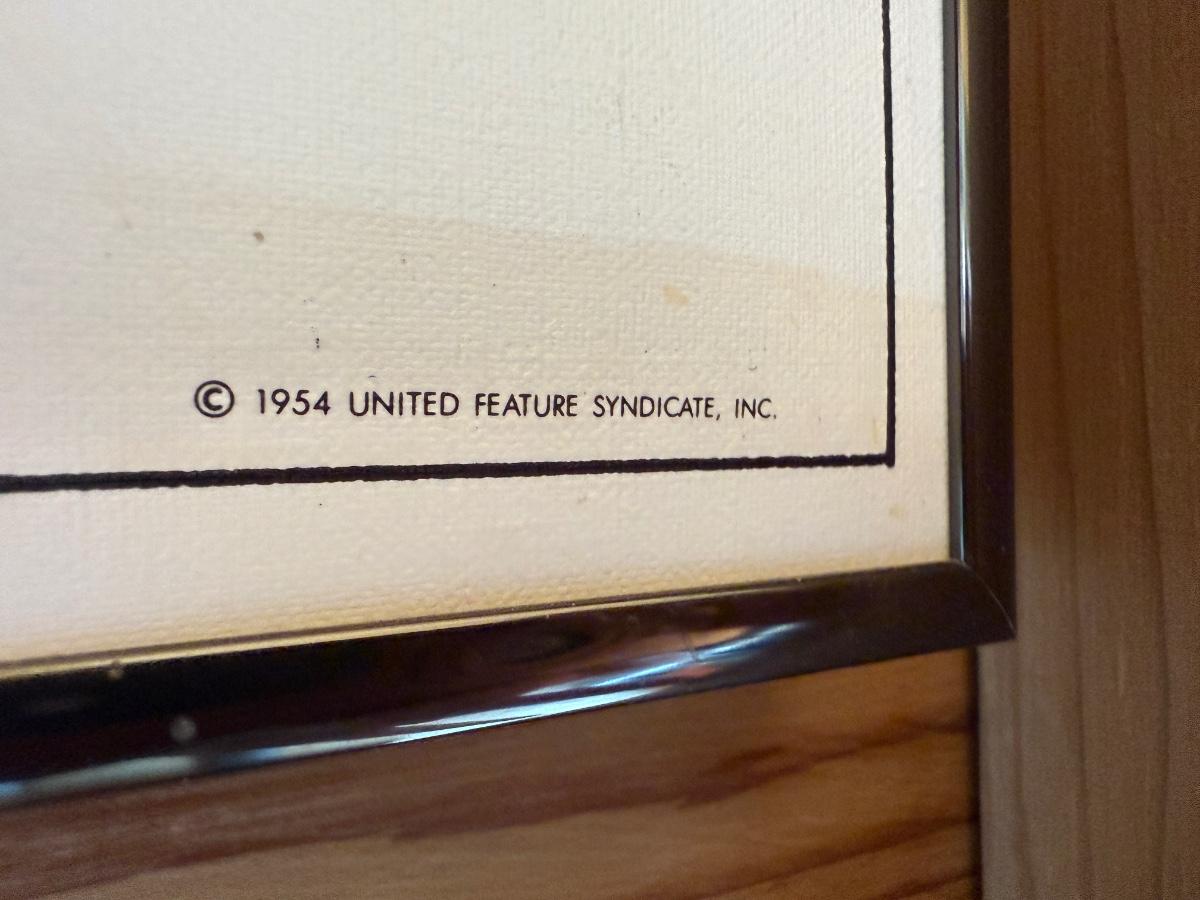 © 1954 UNITED FEATURE SYNDICATE, INC.